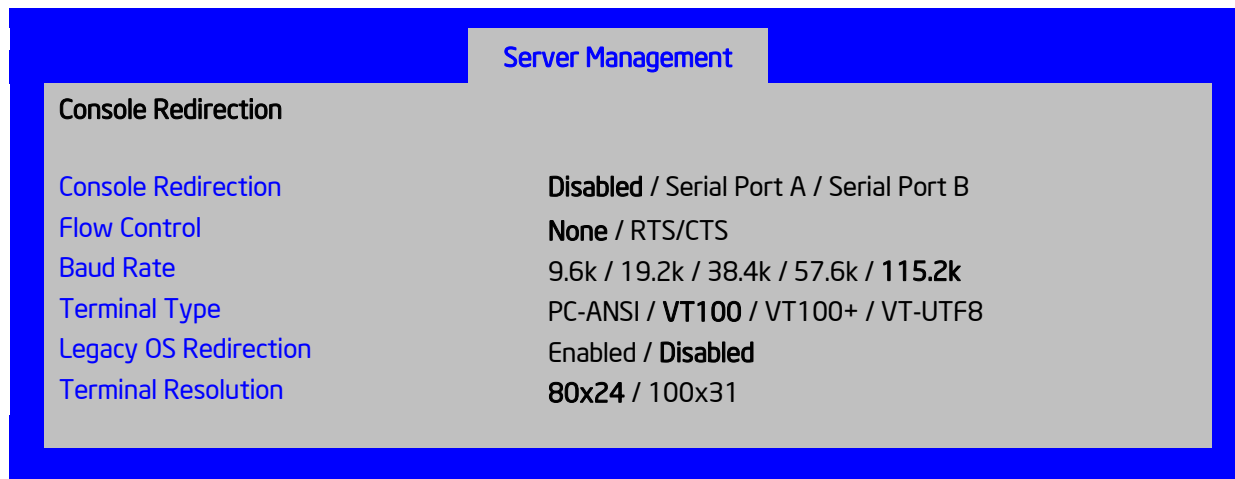 Server Management
Console Redirection
Console Redirection Disabled / Serial Port A / Serial Port B
Flow Control None / RTS/CTS
Baud Rate 9.6k / 19.2k / 38.4k / 57.6k / 115.2k
Terminal Type PC-ANSI / VT100 / VT100+ / VT-UTF8
Legacy OS Redirection Enabled / Disabled
Terminal Resolution 80x24 / 100x31